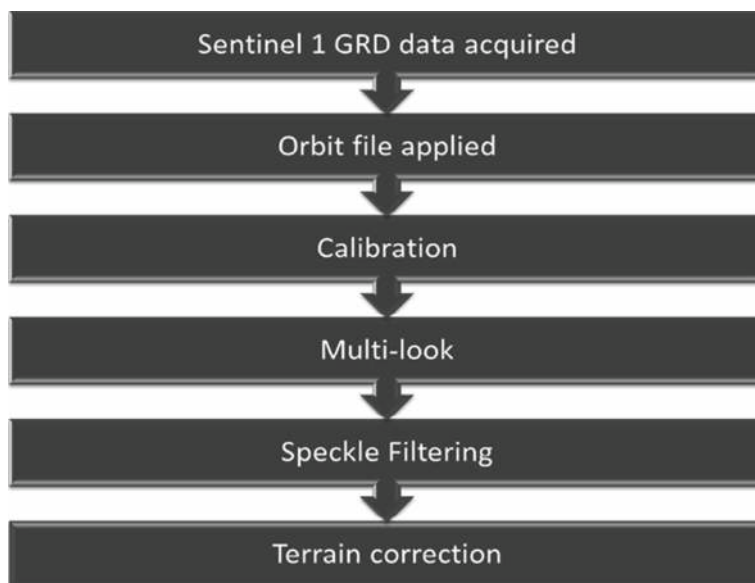 Sentinel 1 GRD data acquired
Orbit file applied
Calibration
Multi-look
Speckle Filtering
Terrain correction